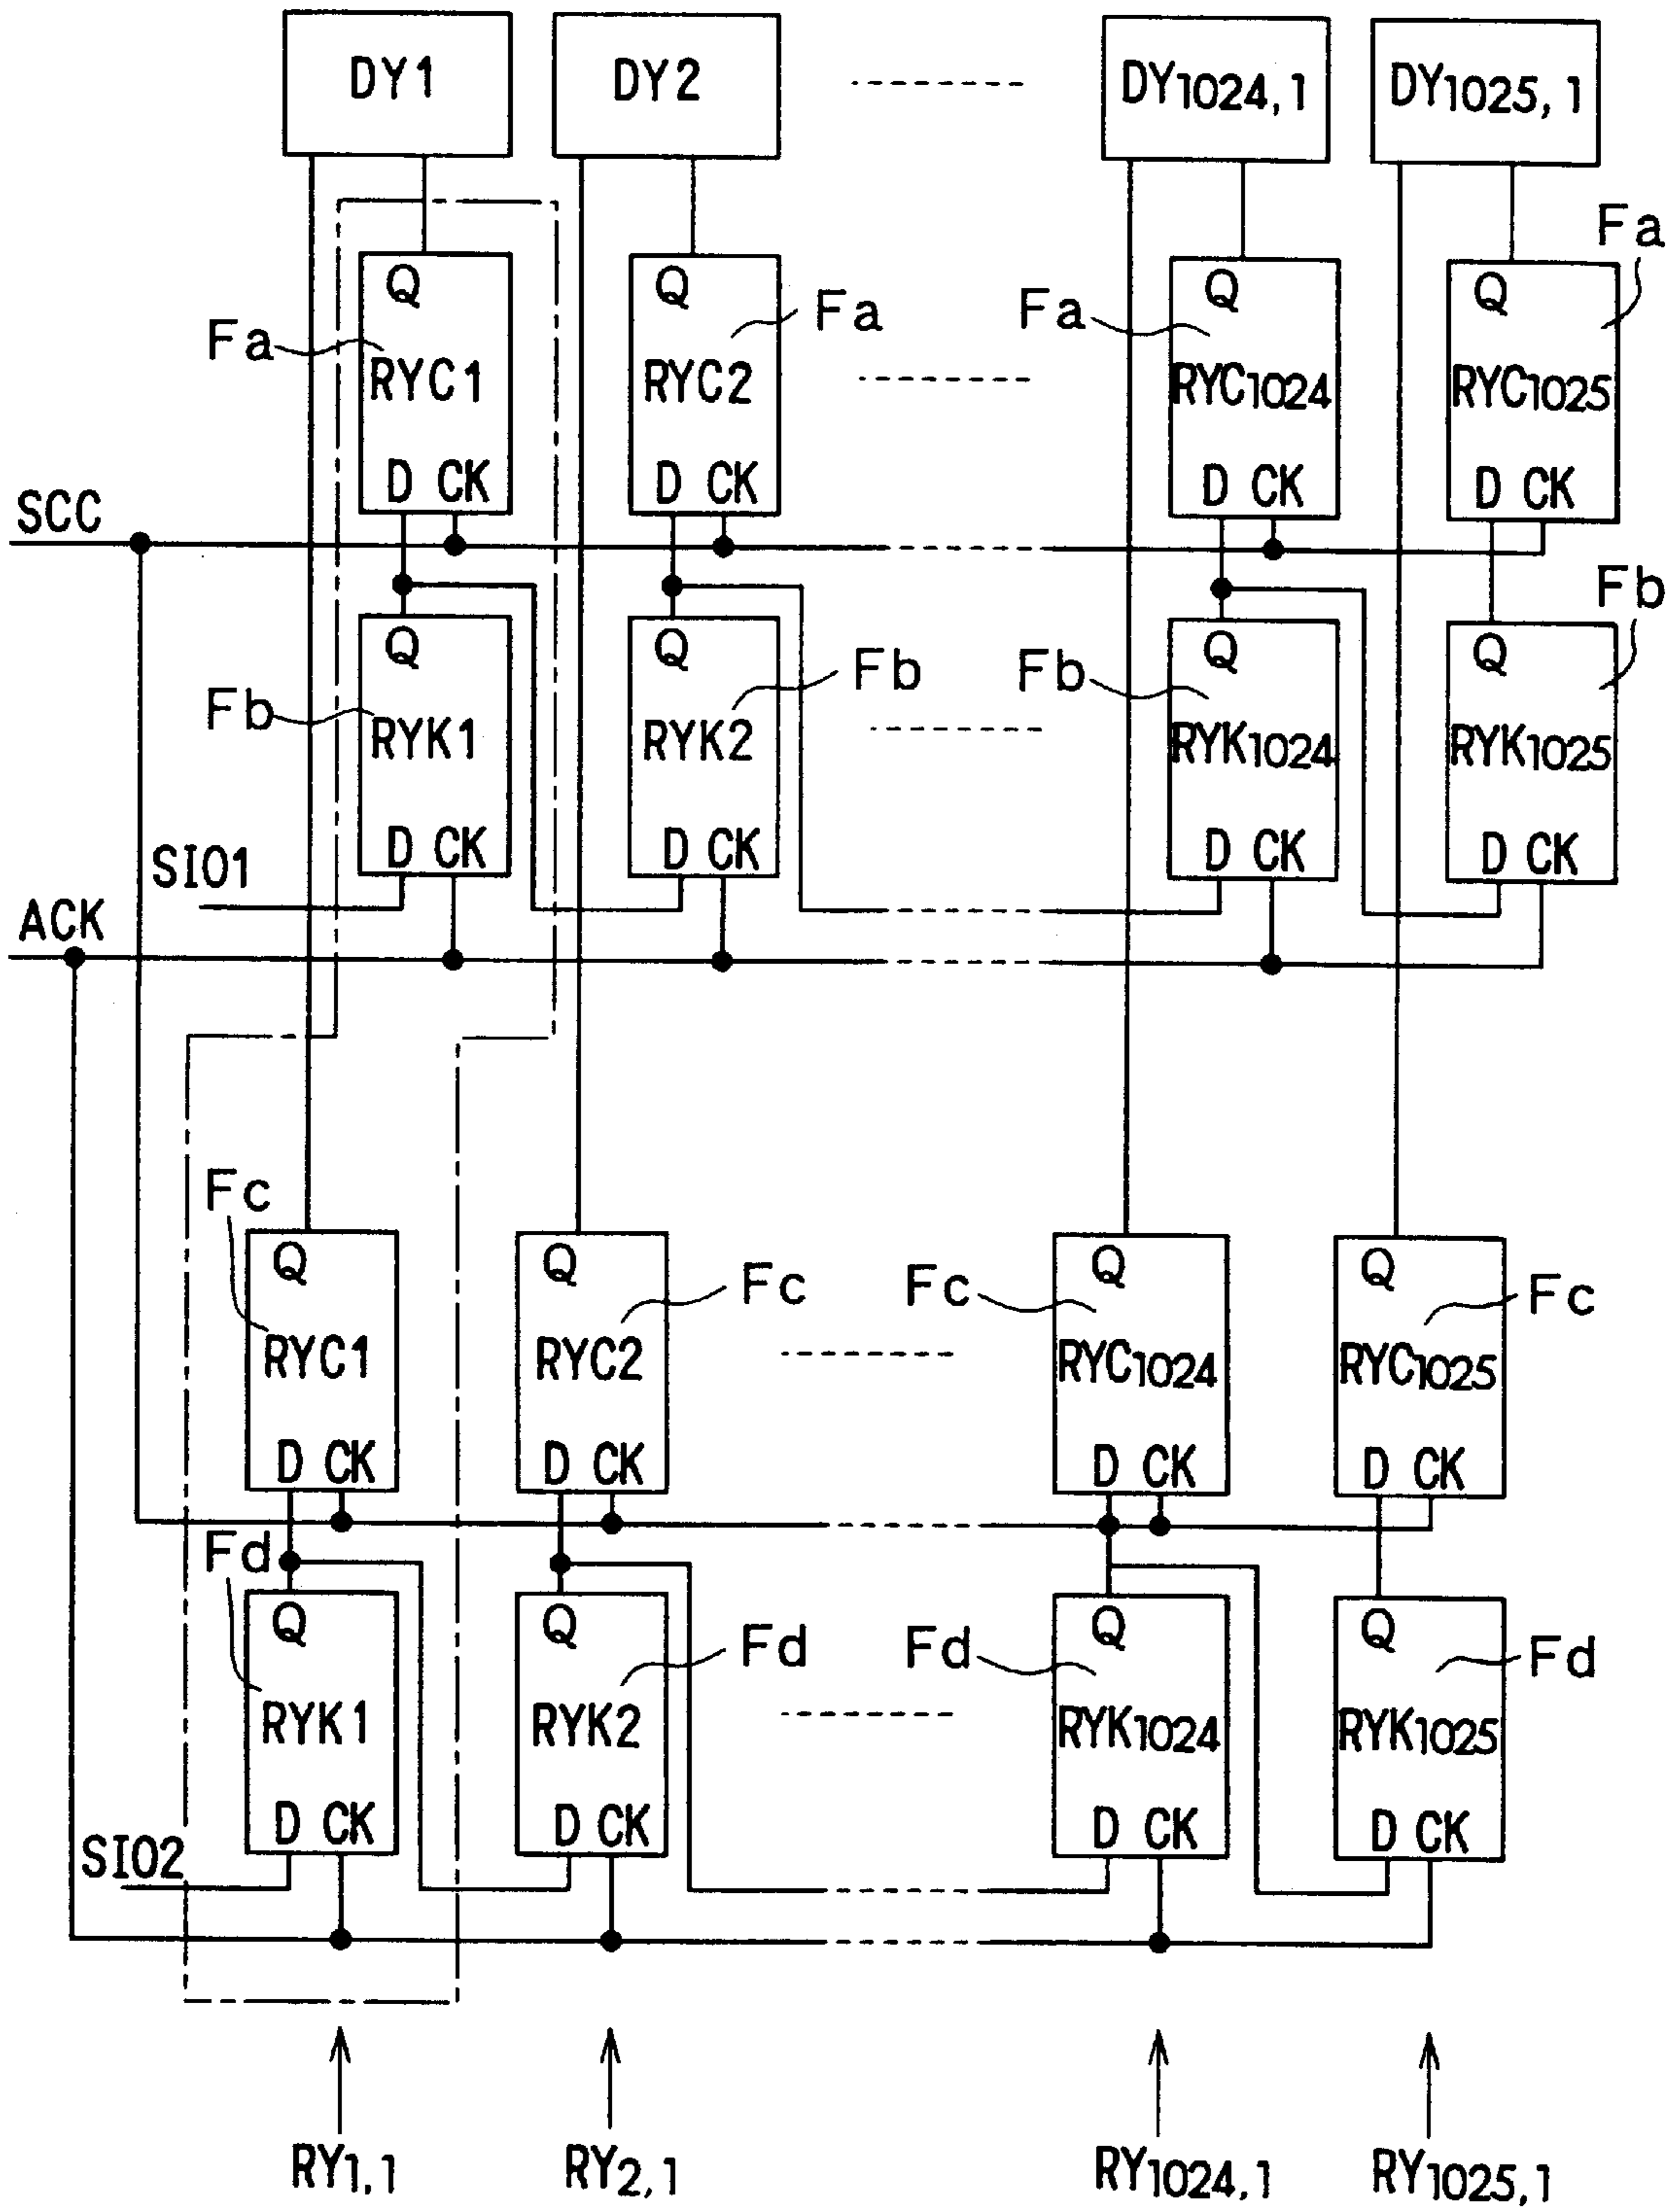 DY1 DY2 DY1024,1 DY1025,1
Fa
Q Q Q Q
Fa Fa Fa
RYC1 RYC2 RYC1024 RYC1025
D CK D CK D CK D CK
SCC
Fb
Q Q Q Q
Fb Fb Fb
RYK1 RYK2 RYK1024 RYK1025
D CK D CK D CK D CK
SIO1
ACK
Fc
Q Q Q Q
Fc Fc Fc
RYC1 RYC2 RYC1024 RYC1025
D CK D CK D CK D CK
Fd
Q Q Q Q
Fd Fd Fd
RYK1 RYK2 RYK1024 RYK1025
D CK D CK D CK D CK
SIO2
RY1,1 RY2,1 RY1024,1 RY1025,1